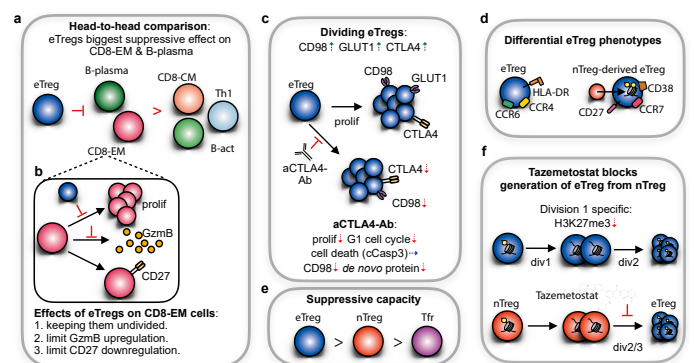 a
Head-to-head comparison:
eTregs biggest suppressive effect on
CD8-EM & B-plasma
eTreg
B-plasma
CD8-EM
>
CD8-CM
Th1
B-act
b
prolif
GzmB
CD27
Effects of eTregs on CD8-EM cells:
1. keeping them undivided.
2. limit GzmB upregulation.
3. limit CD27 downregulation.
c
Dividing eTregs:
CD98↑ GLUT1↑ CTLA4↑
eTreg
prolif
CD98
GLUT1
CTLA4
aCTLA4-
Ab
CTLA4↓
CD98↓
aCTLA4-Ab:
prolif↓ G1 cell cycle↓
cell death (cCasp3)⇢
CD98↓ de novo protein↓
e
Suppressive capacity
eTreg nTreg Tfr
> >
d
Differential eTreg phenotypes
eTreg
HLA-DR
CCR4
CCR6
nTreg-derived eTreg
CD38
CD27
CCR7
f
Tazemetostat blocks
generation of eTreg from nTreg
Division 1 specific:
H3K27me3↓
eTreg
div1 div2
nTreg
Tazemetostat
eTreg
div2/3